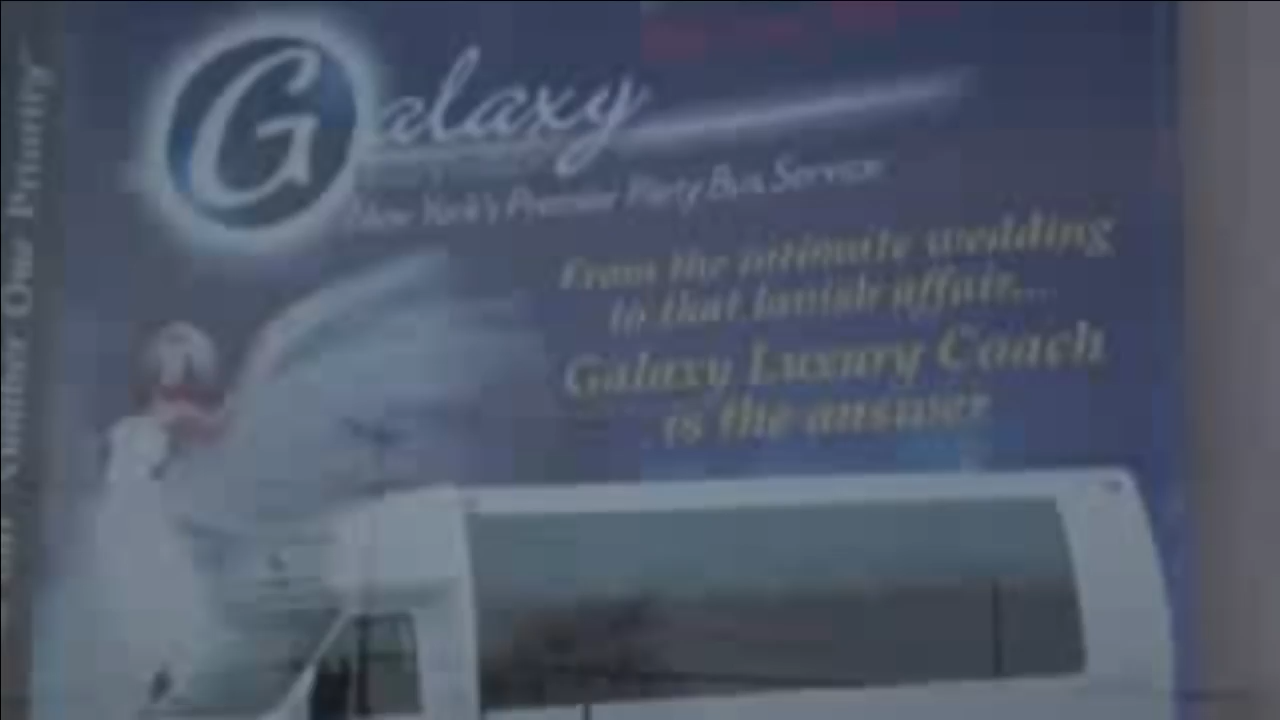 Galaxy
New York's Premier Party Bus Service
From the intimate wedding
to that lavish affair...
Galaxy Luxury Coach
is the answer
Number One Priority